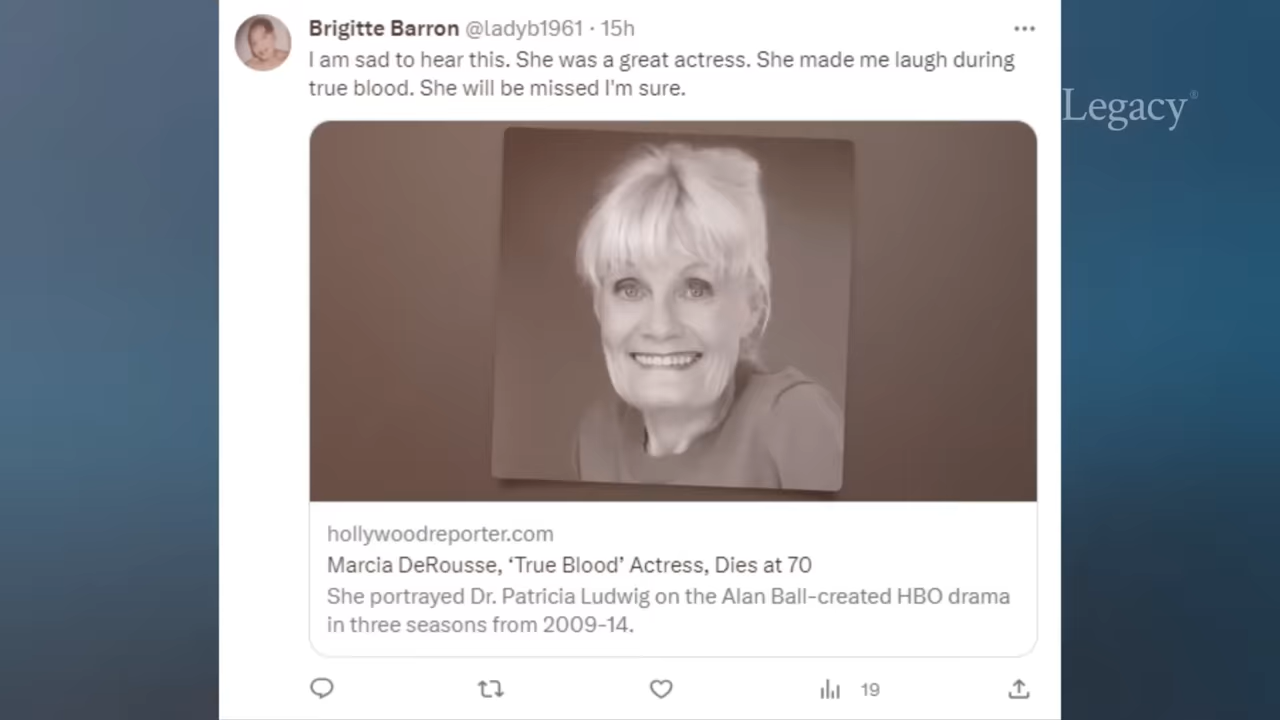 Brigitte Barron @ladyb1961 · 15h
I am sad to hear this. She was a great actress. She made me laugh during
true blood. She will be missed I'm sure.
Legacy®
hollywoodreporter.com
Marcia DeRousse, ‘True Blood’ Actress, Dies at 70
She portrayed Dr. Patricia Ludwig on the Alan Ball-created HBO drama
in three seasons from 2009-14.
19